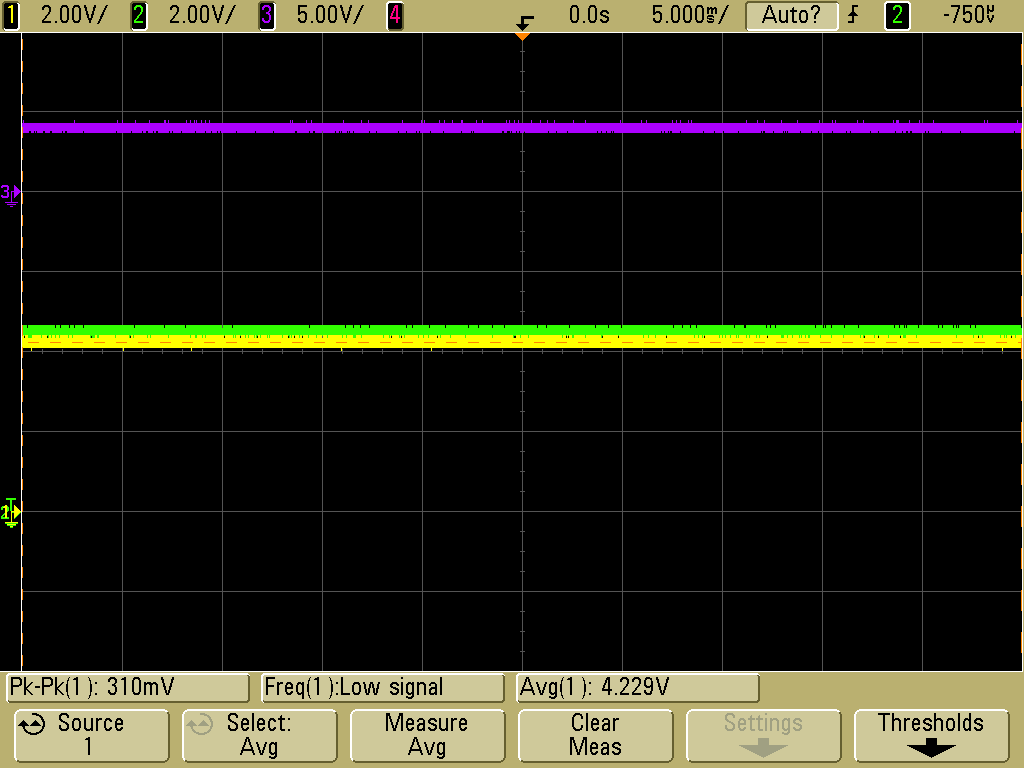 1 2.00V/ 2 2.00V/ 3 5.00V/ 4 0.0s 5.000ms/ Auto? 2 -750V
3
T
2
Pk-Pk(1): 310mV Freq(1):Low signal Avg(1): 4.229V
Source Select: Measure Clear Settings Thresholds
1 Avg Avg Meas